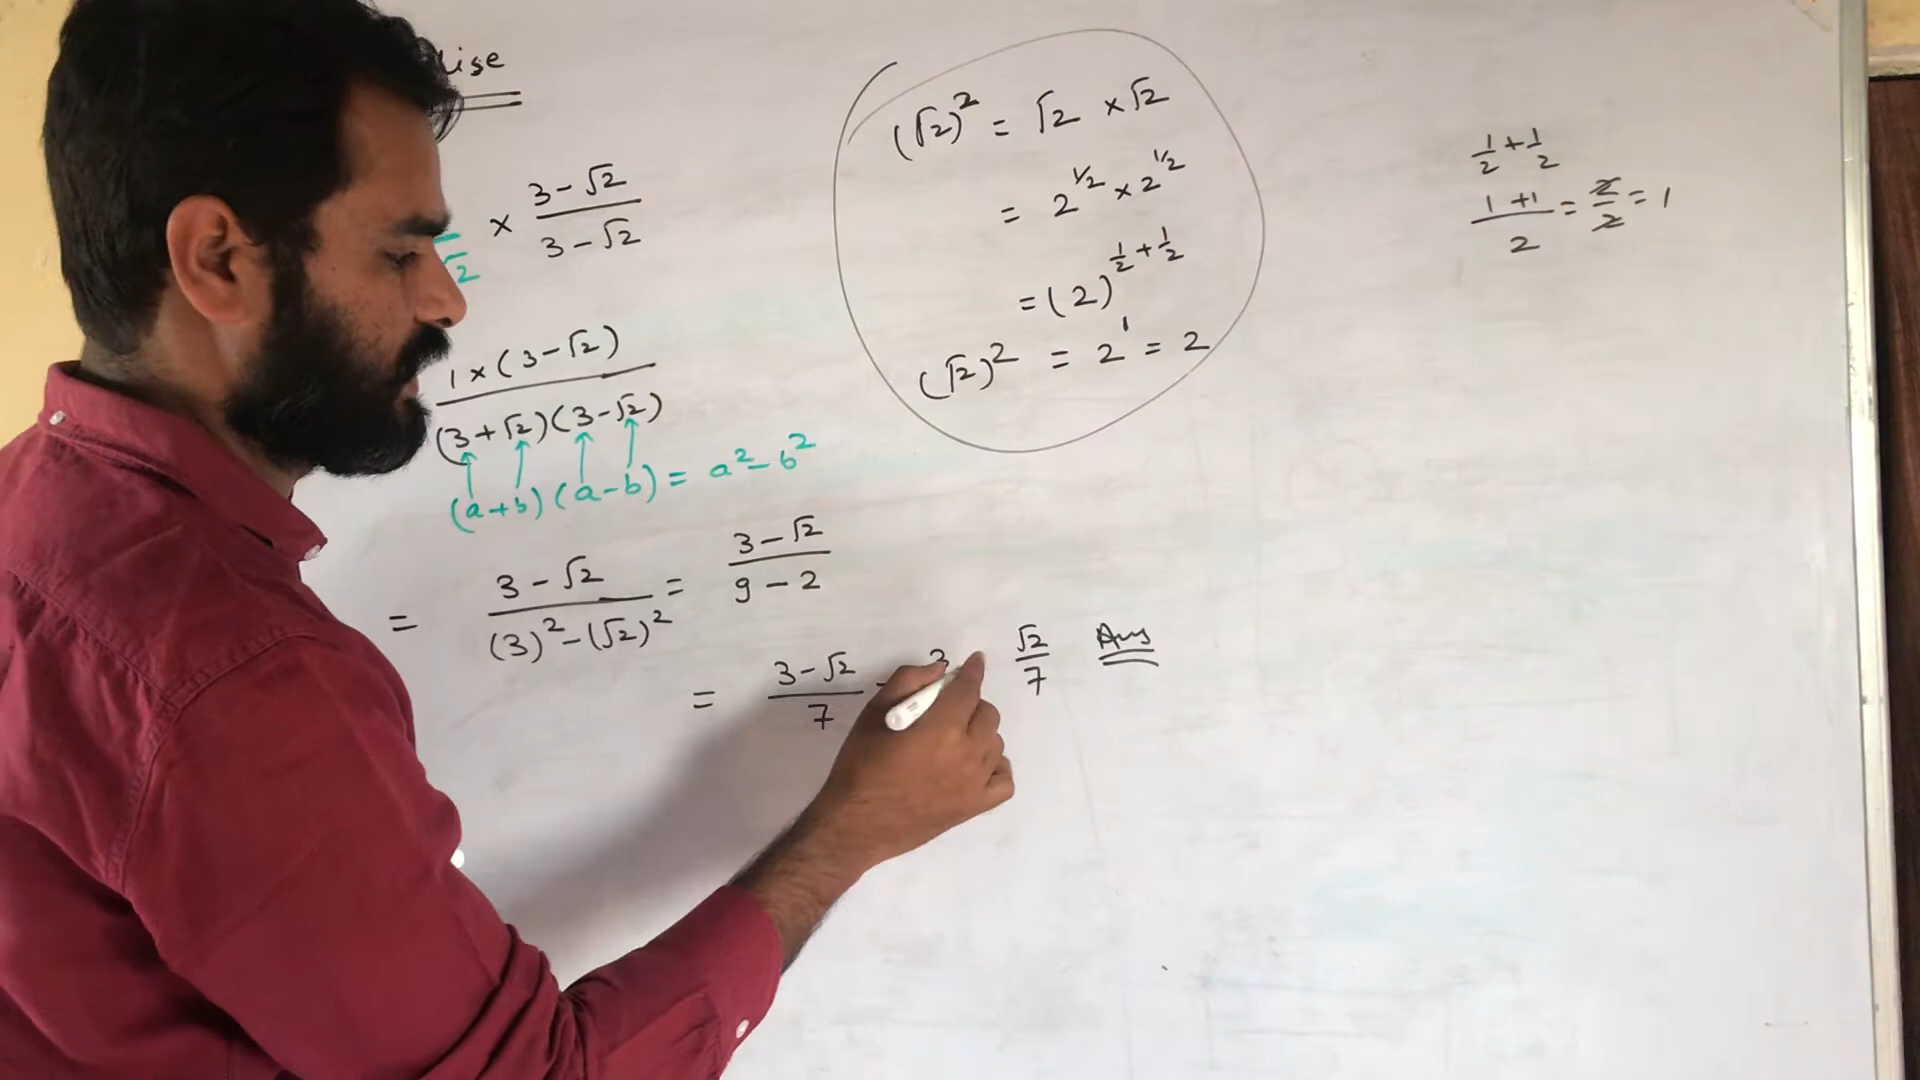 lise
√2 × (3 - √2)/(3 - √2)
1 × (3 - √2)/(3 + √2)(3 - √2)
(a + b)(a - b) = a² - b²
= (3 - √2)/((3)² - (√2)²) = (3 - √2)/(9 - 2)
= (3 - √2)/7 3 √2/7 Ans
(√2)² = √2 × √2
= 2^1/2 × 2^1/2
= (2)^1/2 + 1/2
(√2)² = 2¹ = 2
1/2 + 1/2
(1 + 1)/2 = 2/2 = 1